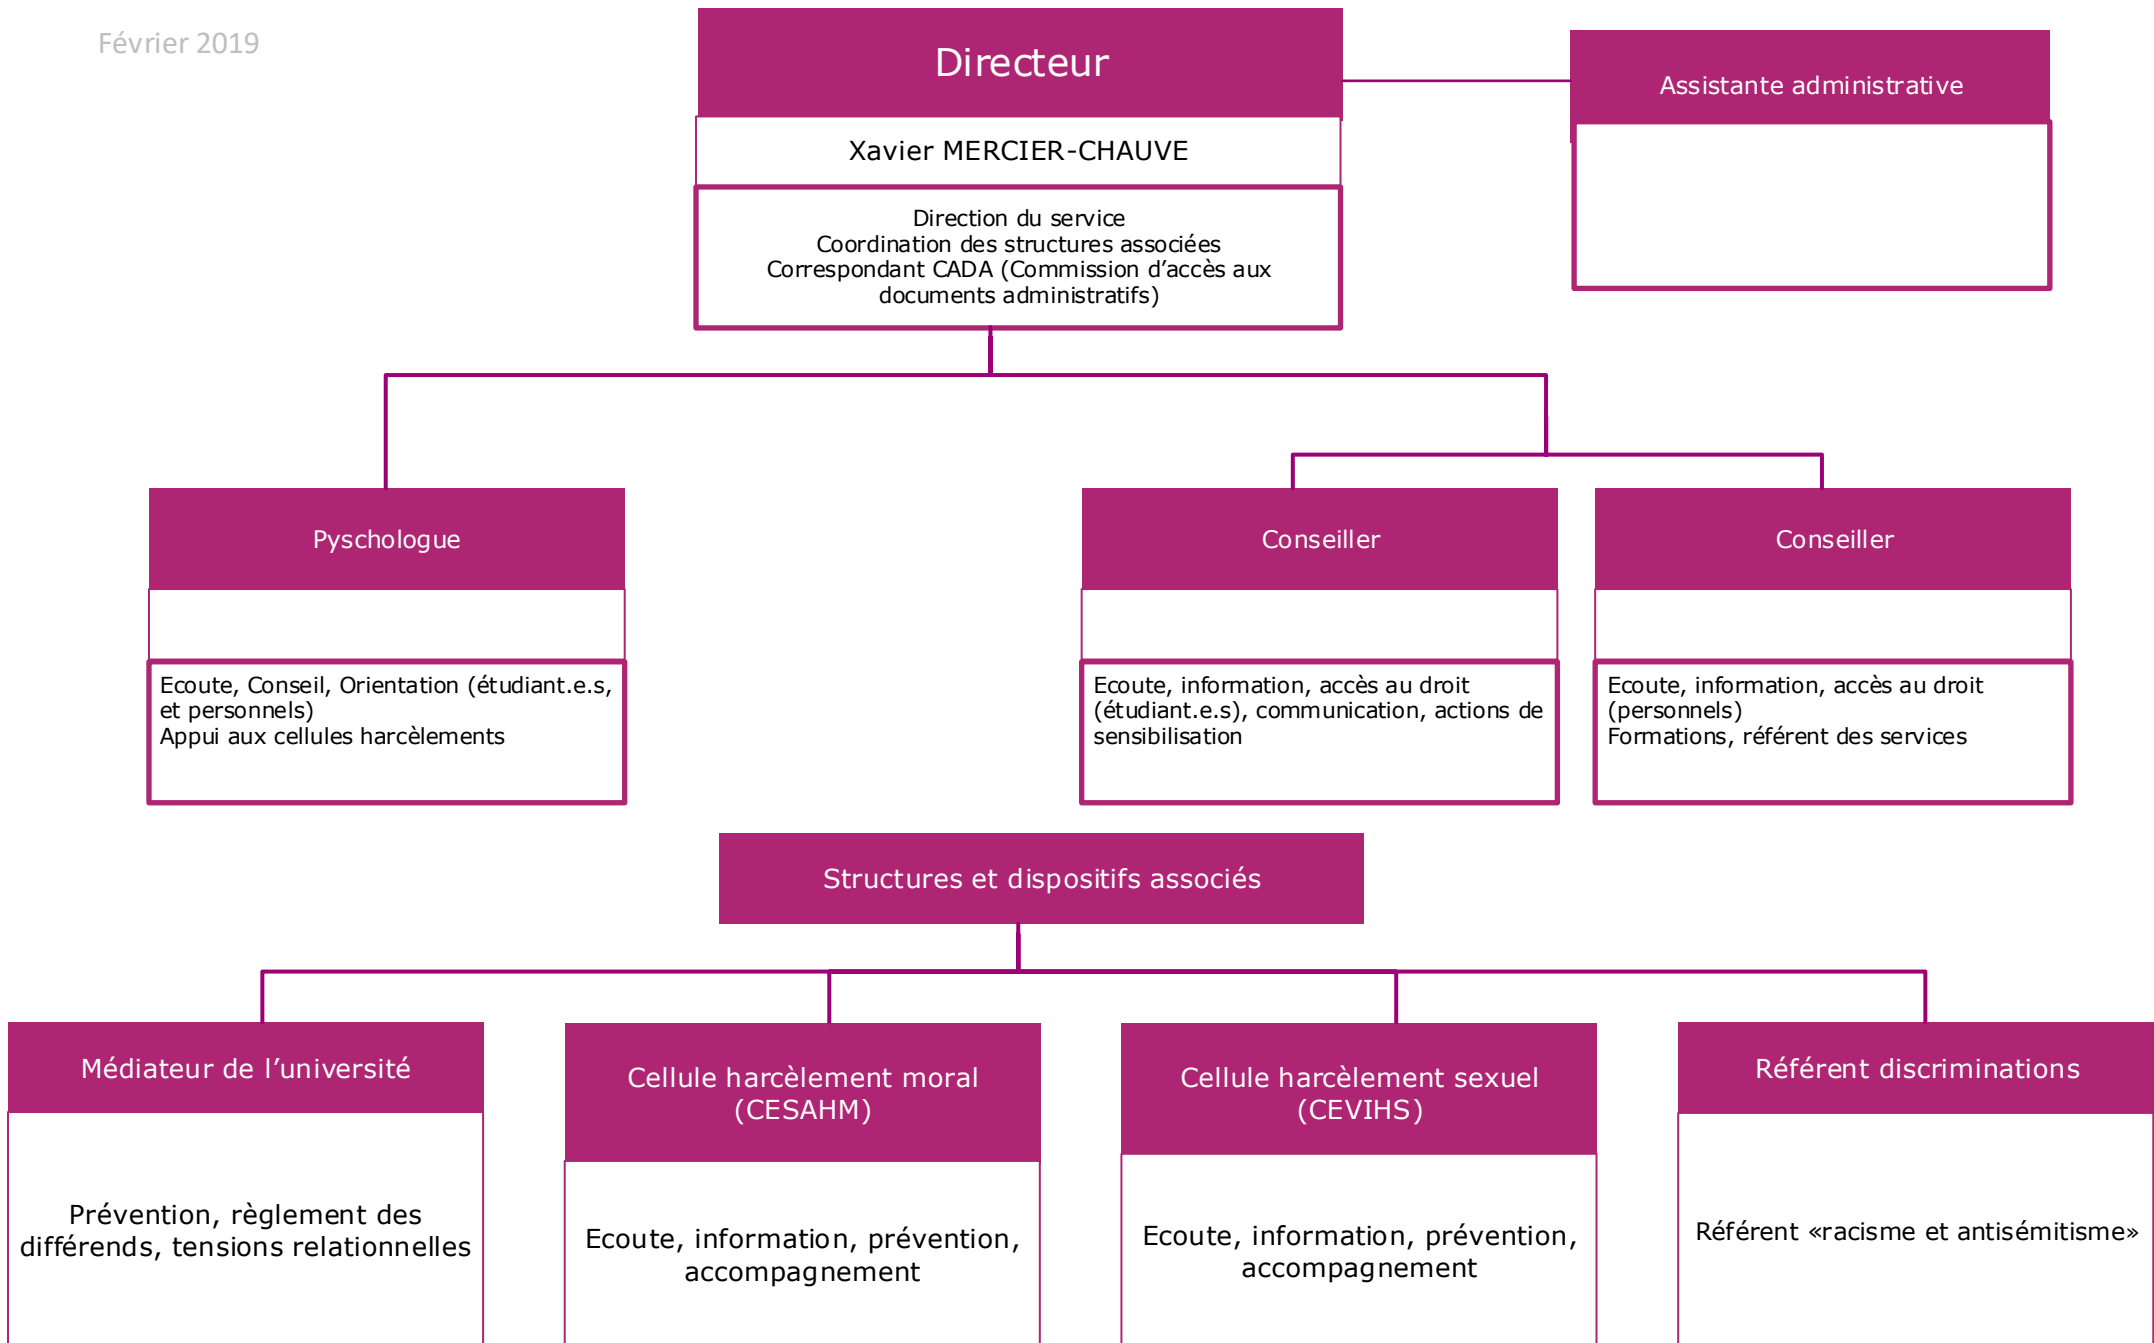 Février 2019
Directeur
Assistante administrative
Xavier MERCIER-CHAUVE
Direction du service
Coordination des structures associées
Correspondant CADA (Commission d’accès aux
documents administratifs)
Pyschologue
Ecoute, Conseil, Orientation (étudiant.e.s,
et personnels)
Appui aux cellules harcèlements
Conseiller
Ecoute, information, accès au droit
(étudiant.e.s), communication, actions de
sensibilisation
Conseiller
Ecoute, information, accès au droit
(personnels)
Formations, référent des services
Structures et dispositifs associés
Médiateur de l’université
Prévention, règlement des
différends, tensions relationnelles
Cellule harcèlement moral
(CESAHM)
Ecoute, information, prévention,
accompagnement
Cellule harcèlement sexuel
(CEVIHS)
Ecoute, information, prévention,
accompagnement
Référent discriminations
Référent «racisme et antisémitisme»